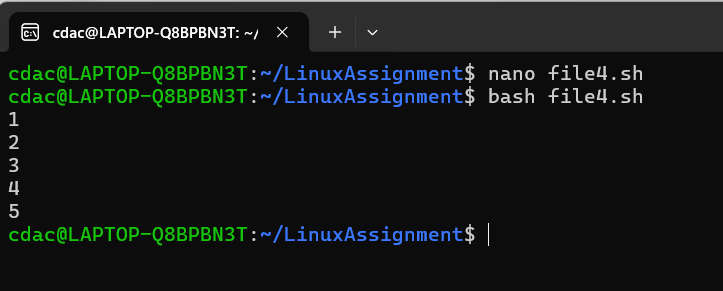 cdac@LAPTOP-Q8BPBN3T: ~/
cdac@LAPTOP-Q8BPBN3T:~/LinuxAssignment$ nano file4.sh
cdac@LAPTOP-Q8BPBN3T:~/LinuxAssignment$ bash file4.sh
1
2
3
4
5
cdac@LAPTOP-Q8BPBN3T:~/LinuxAssignment$